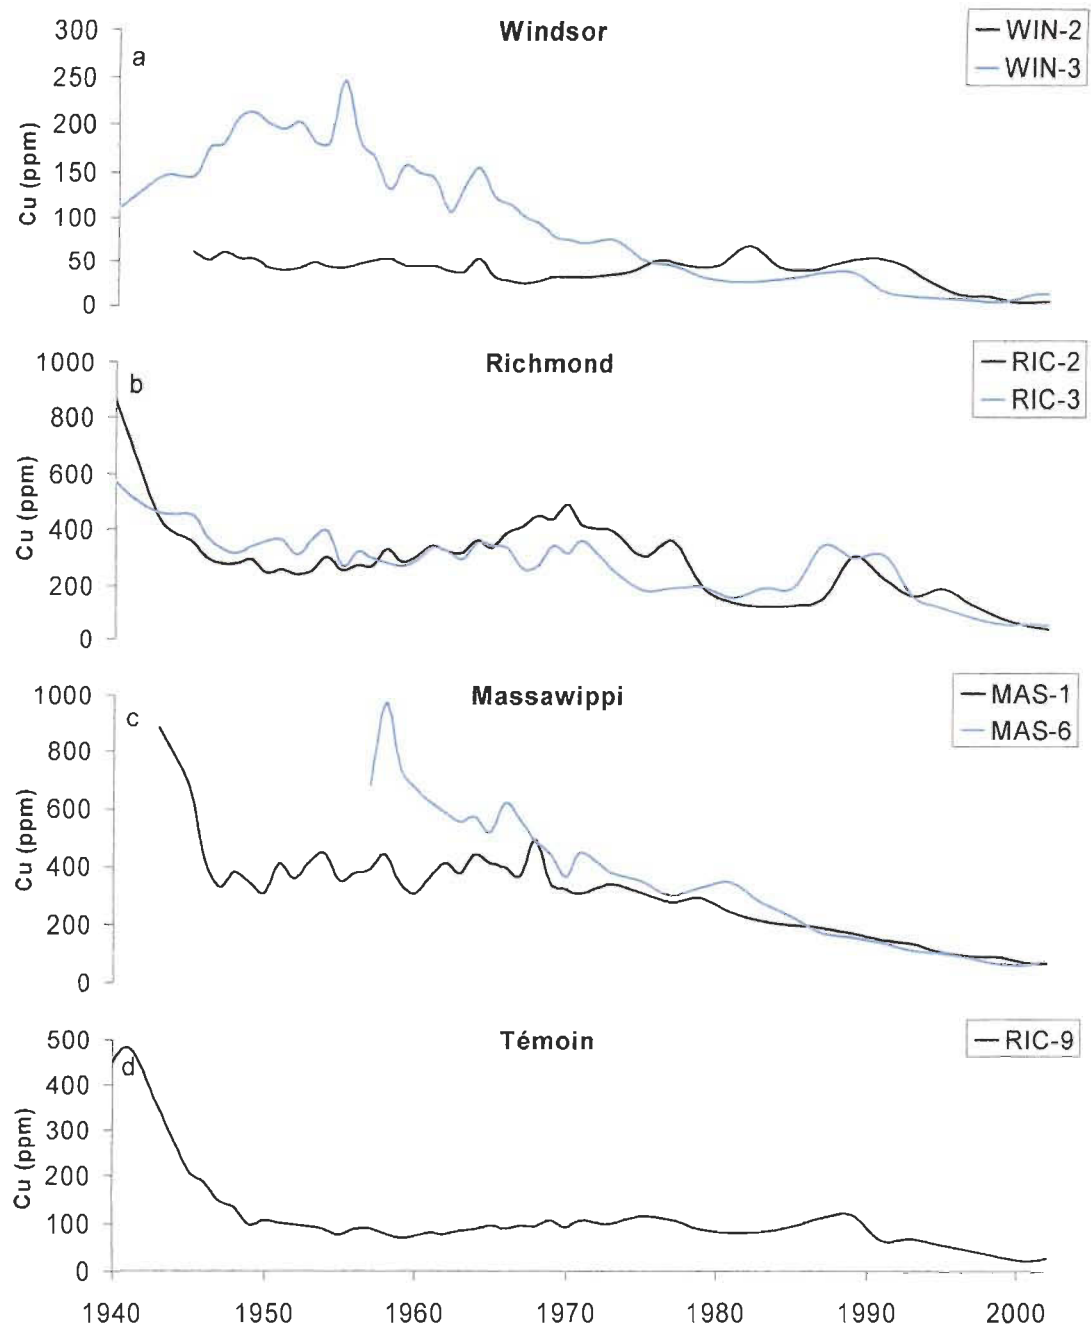 Windsor
a
WIN-2
WIN-3
300
250
200
150
100
50
0
Cu (ppm)
Richmond
b
RIC-2
RIC-3
1000
800
600
400
200
0
Cu (ppm)
Massawippi
c
MAS-1
MAS-6
1000
800
600
400
200
0
Cu (ppm)
Témoin
d
RIC-9
500
400
300
200
100
0
Cu (ppm)
1940 1950 1960 1970 1980 1990 2000